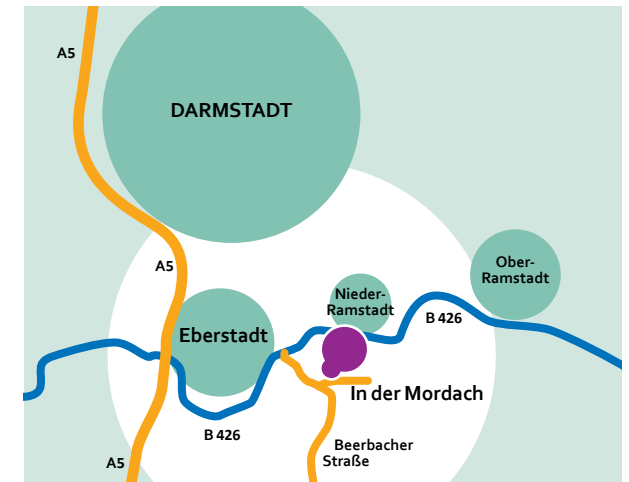 A5
DARMSTADT
A5
Ober-
Ramstadt
Nieder-
Ramstadt
B 426
Eberstadt
In der Mordach
B 426
Beerbacher
Straße
A5